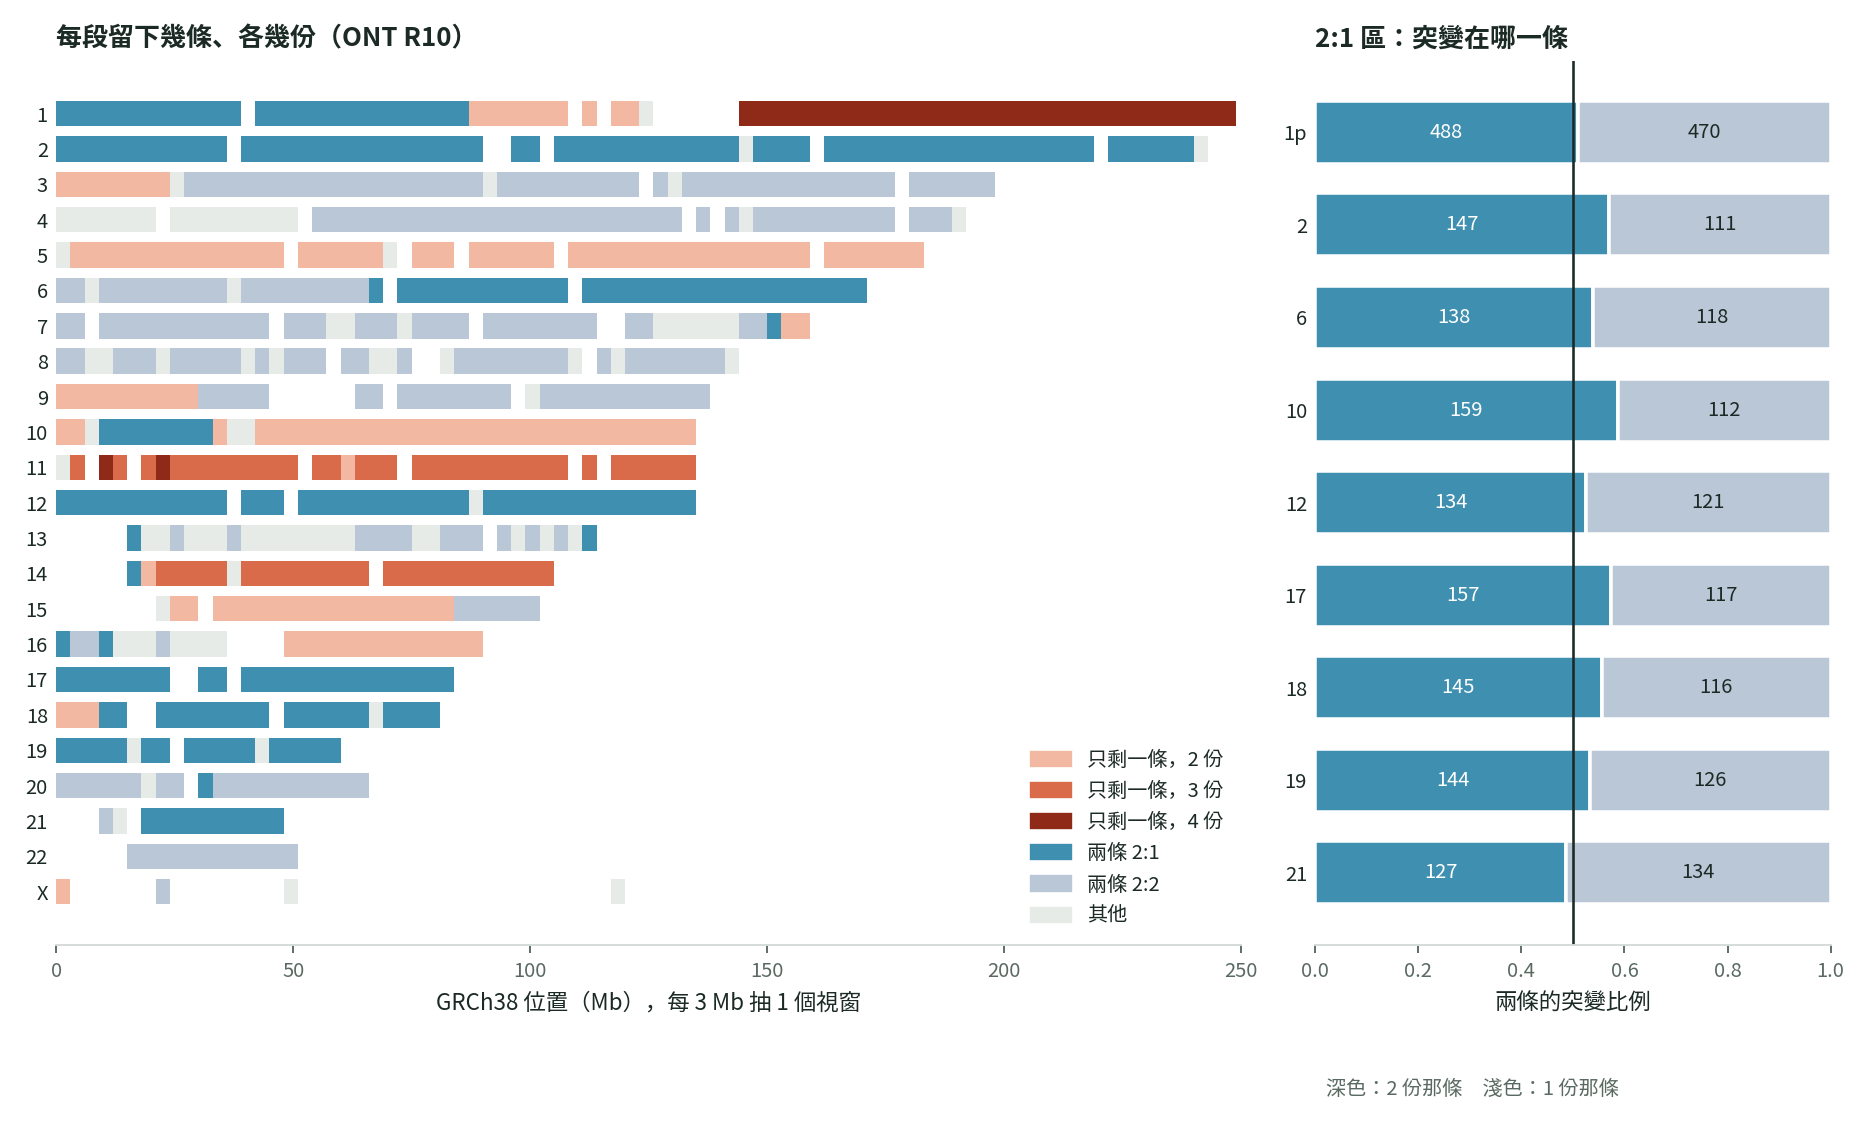 每段留下幾條、各幾份（ONT R10）
1
2
3
4
5
6
7
8
9
10
11
12
13
14
15
16
17
18
19
20
21
22
X
只剩一條，2 份
只剩一條，3 份
只剩一條，4 份
兩條 2:1
兩條 2:2
其他
0 50 100 150 200 250
GRCh38 位置（Mb），每 3 Mb 抽 1 個視窗
2:1 區：突變在哪一條
1p 488 470
2 147 111
6 138 118
10 159 112
12 134 121
17 157 117
18 145 116
19 144 126
21 127 134
0.0 0.2 0.4 0.6 0.8 1.0
兩條的突變比例
深色：2 份那條 淺色：1 份那條